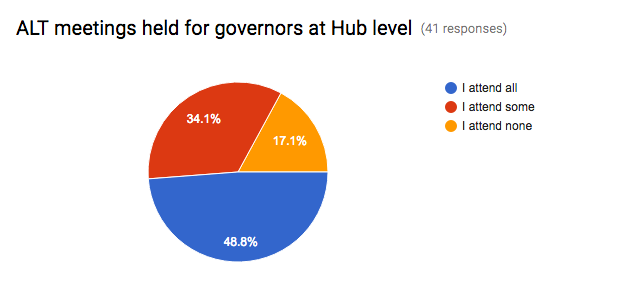 ALT meetings held for governors at Hub level (41 responses)
I attend all
I attend some
I attend none
34.1%
17.1%
48.8%